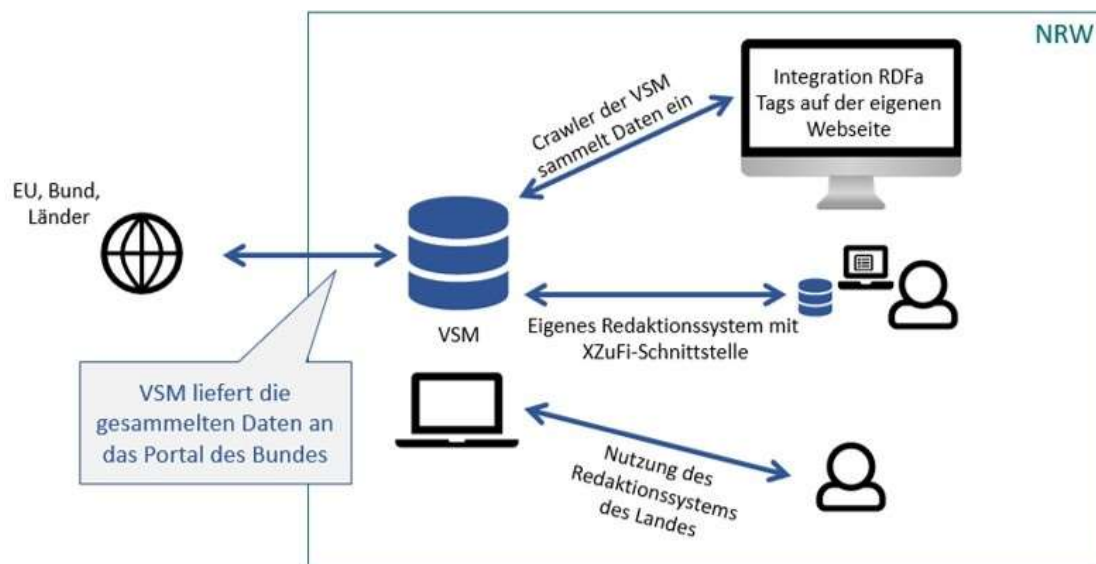 NRW
Integration RDFa
Tags auf der eigenen
Webseite
Crawler der VSM
sammelt Daten ein
EU, Bund,
Länder
VSM
Eigenes Redaktionssystem mit
XZuFi-Schnittstelle
VSM liefert die
gesammelten Daten an
das Portal des Bundes
Nutzung des
Redaktionssystems
des Landes